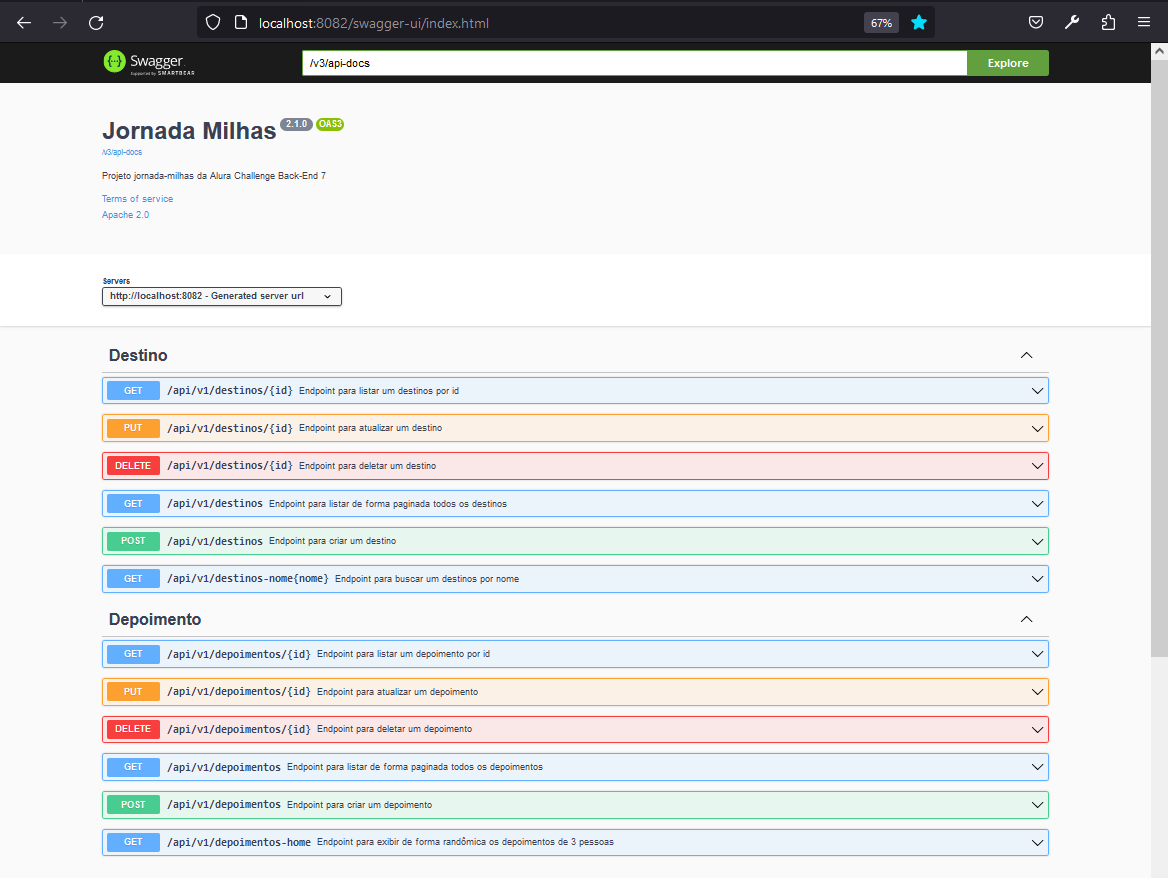 localhost:8082/swagger-ui/index.html
67%
Swagger.
Supported by SMARTBEAR
/v3/api-docs
Explore
Jornada Milhas 2.1.0 OAS3
/v3/api-docs
Projeto jornada-milhas da Alura Challenge Back-End 7
Terms of service
Apache 2.0
Servers
http://localhost:8082 - Generated server url
Destino
GET /api/v1/destinos/{id} Endpoint para listar um destinos por id
PUT /api/v1/destinos/{id} Endpoint para atualizar um destino
DELETE /api/v1/destinos/{id} Endpoint para deletar um destino
GET /api/v1/destinos Endpoint para listar de forma paginada todos os destinos
POST /api/v1/destinos Endpoint para criar um destino
GET /api/v1/destinos-nome{nome} Endpoint para buscar um destinos por nome
Depoimento
GET /api/v1/depoimentos/{id} Endpoint para listar um depoimento por id
PUT /api/v1/depoimentos/{id} Endpoint para atualizar um depoimento
DELETE /api/v1/depoimentos/{id} Endpoint para deletar um depoimento
GET /api/v1/depoimentos Endpoint para listar de forma paginada todos os depoimentos
POST /api/v1/depoimentos Endpoint para criar um depoimento
GET /api/v1/depoimentos-home Endpoint para exibir de forma randômica os depoimentos de 3 pessoas